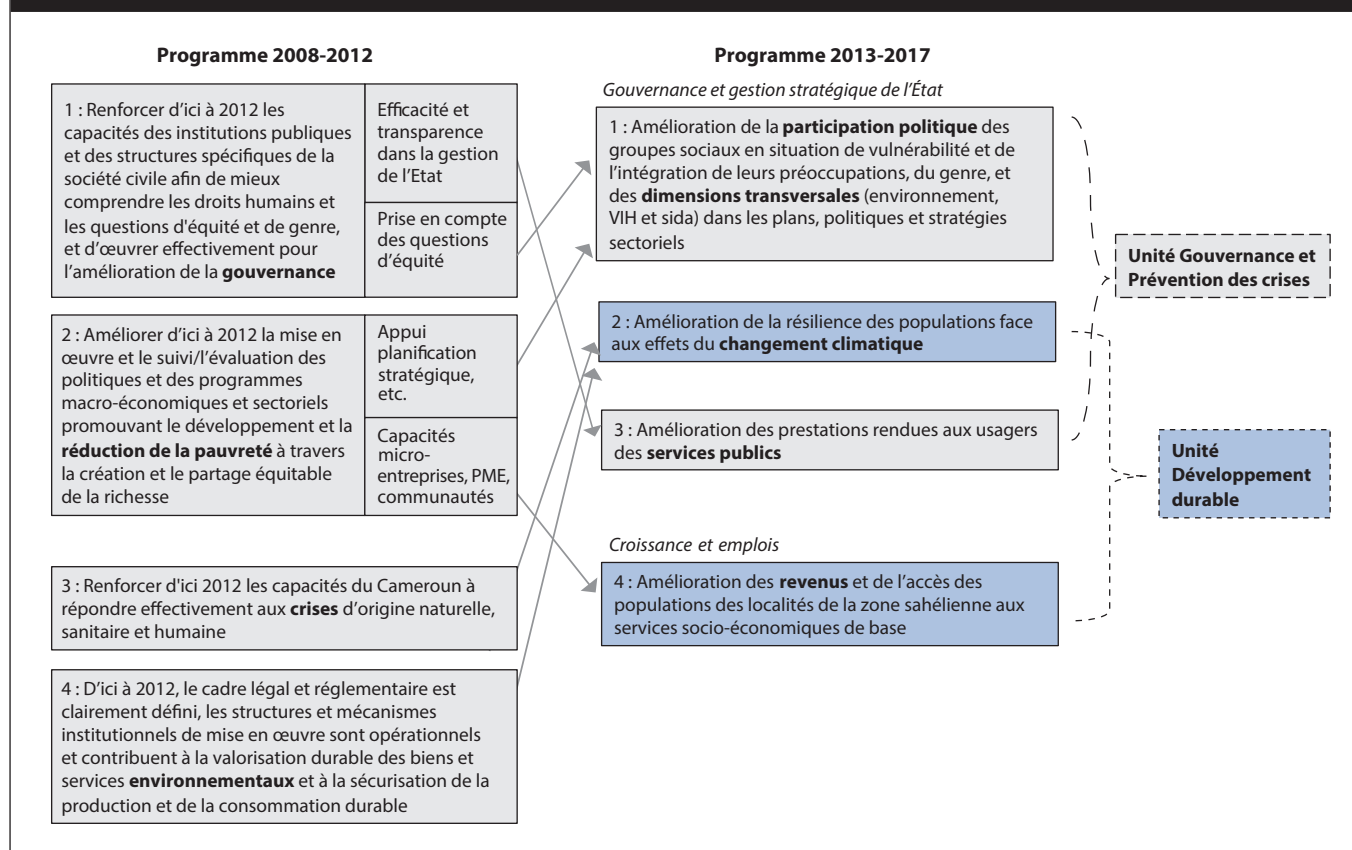 Programme 2008-2012
1 : Renforcer d'ici à 2012 les
capacités des institutions publiques
et des structures spécifiques de la
société civile afin de mieux
comprendre les droits humains et
les questions d'équité et de genre,
et d'œuvrer effectivement pour
l'amélioration de la gouvernance
Efficacité et
transparence
dans la gestion
de l'Etat
Prise en compte
des questions
d'équité
2 : Améliorer d'ici à 2012 la mise en
œuvre et le suivi/l'évaluation des
politiques et des programmes
macro-économiques et sectoriels
promouvant le développement et la
réduction de la pauvreté à travers
la création et le partage équitable
de la richesse
Appui
planification
stratégique,
etc.
Capacités
micro-
entreprises, PME,
communautés
3 : Renforcer d'ici 2012 les capacités du Cameroun à
répondre effectivement aux crises d'origine naturelle,
sanitaire et humaine
4 : D'ici à 2012, le cadre légal et réglementaire est
clairement défini, les structures et mécanismes
institutionnels de mise en œuvre sont opérationnels
et contribuent à la valorisation durable des biens et
services environnementaux et à la sécurisation de la
production et de la consommation durable
Programme 2013-2017
Gouvernance et gestion stratégique de l'État
1 : Amélioration de la participation politique des
groupes sociaux en situation de vulnérabilité et de
l'intégration de leurs préoccupations, du genre, et
des dimensions transversales (environnement,
VIH et sida) dans les plans, politiques et stratégies
sectoriels
2 : Amélioration de la résilience des populations face
aux effets du changement climatique
3 : Amélioration des prestations rendues aux usagers
des services publics
Croissance et emplois
4 : Amélioration des revenus et de l'accès des
populations des localités de la zone sahélienne aux
services socio-économiques de base
Unité Gouvernance et
Prévention des crises
Unité
Développement
durable